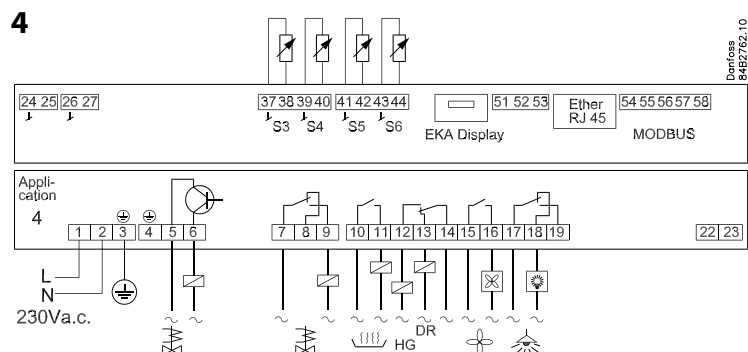 4
Danfoss
84B2762.10
24 25 26 27 37 38 39 40 41 42 43 44 51 52 53 Ether RJ 45 54 55 56 57 58
S3 S4 S5 S6 EKA Display MODBUS
Appli-
cation
4
1 2 3 4 5 6 7 8 9 10 11 12 13 14 15 16 17 18 19 22 23
L
N
230Va.c.
DR
HG